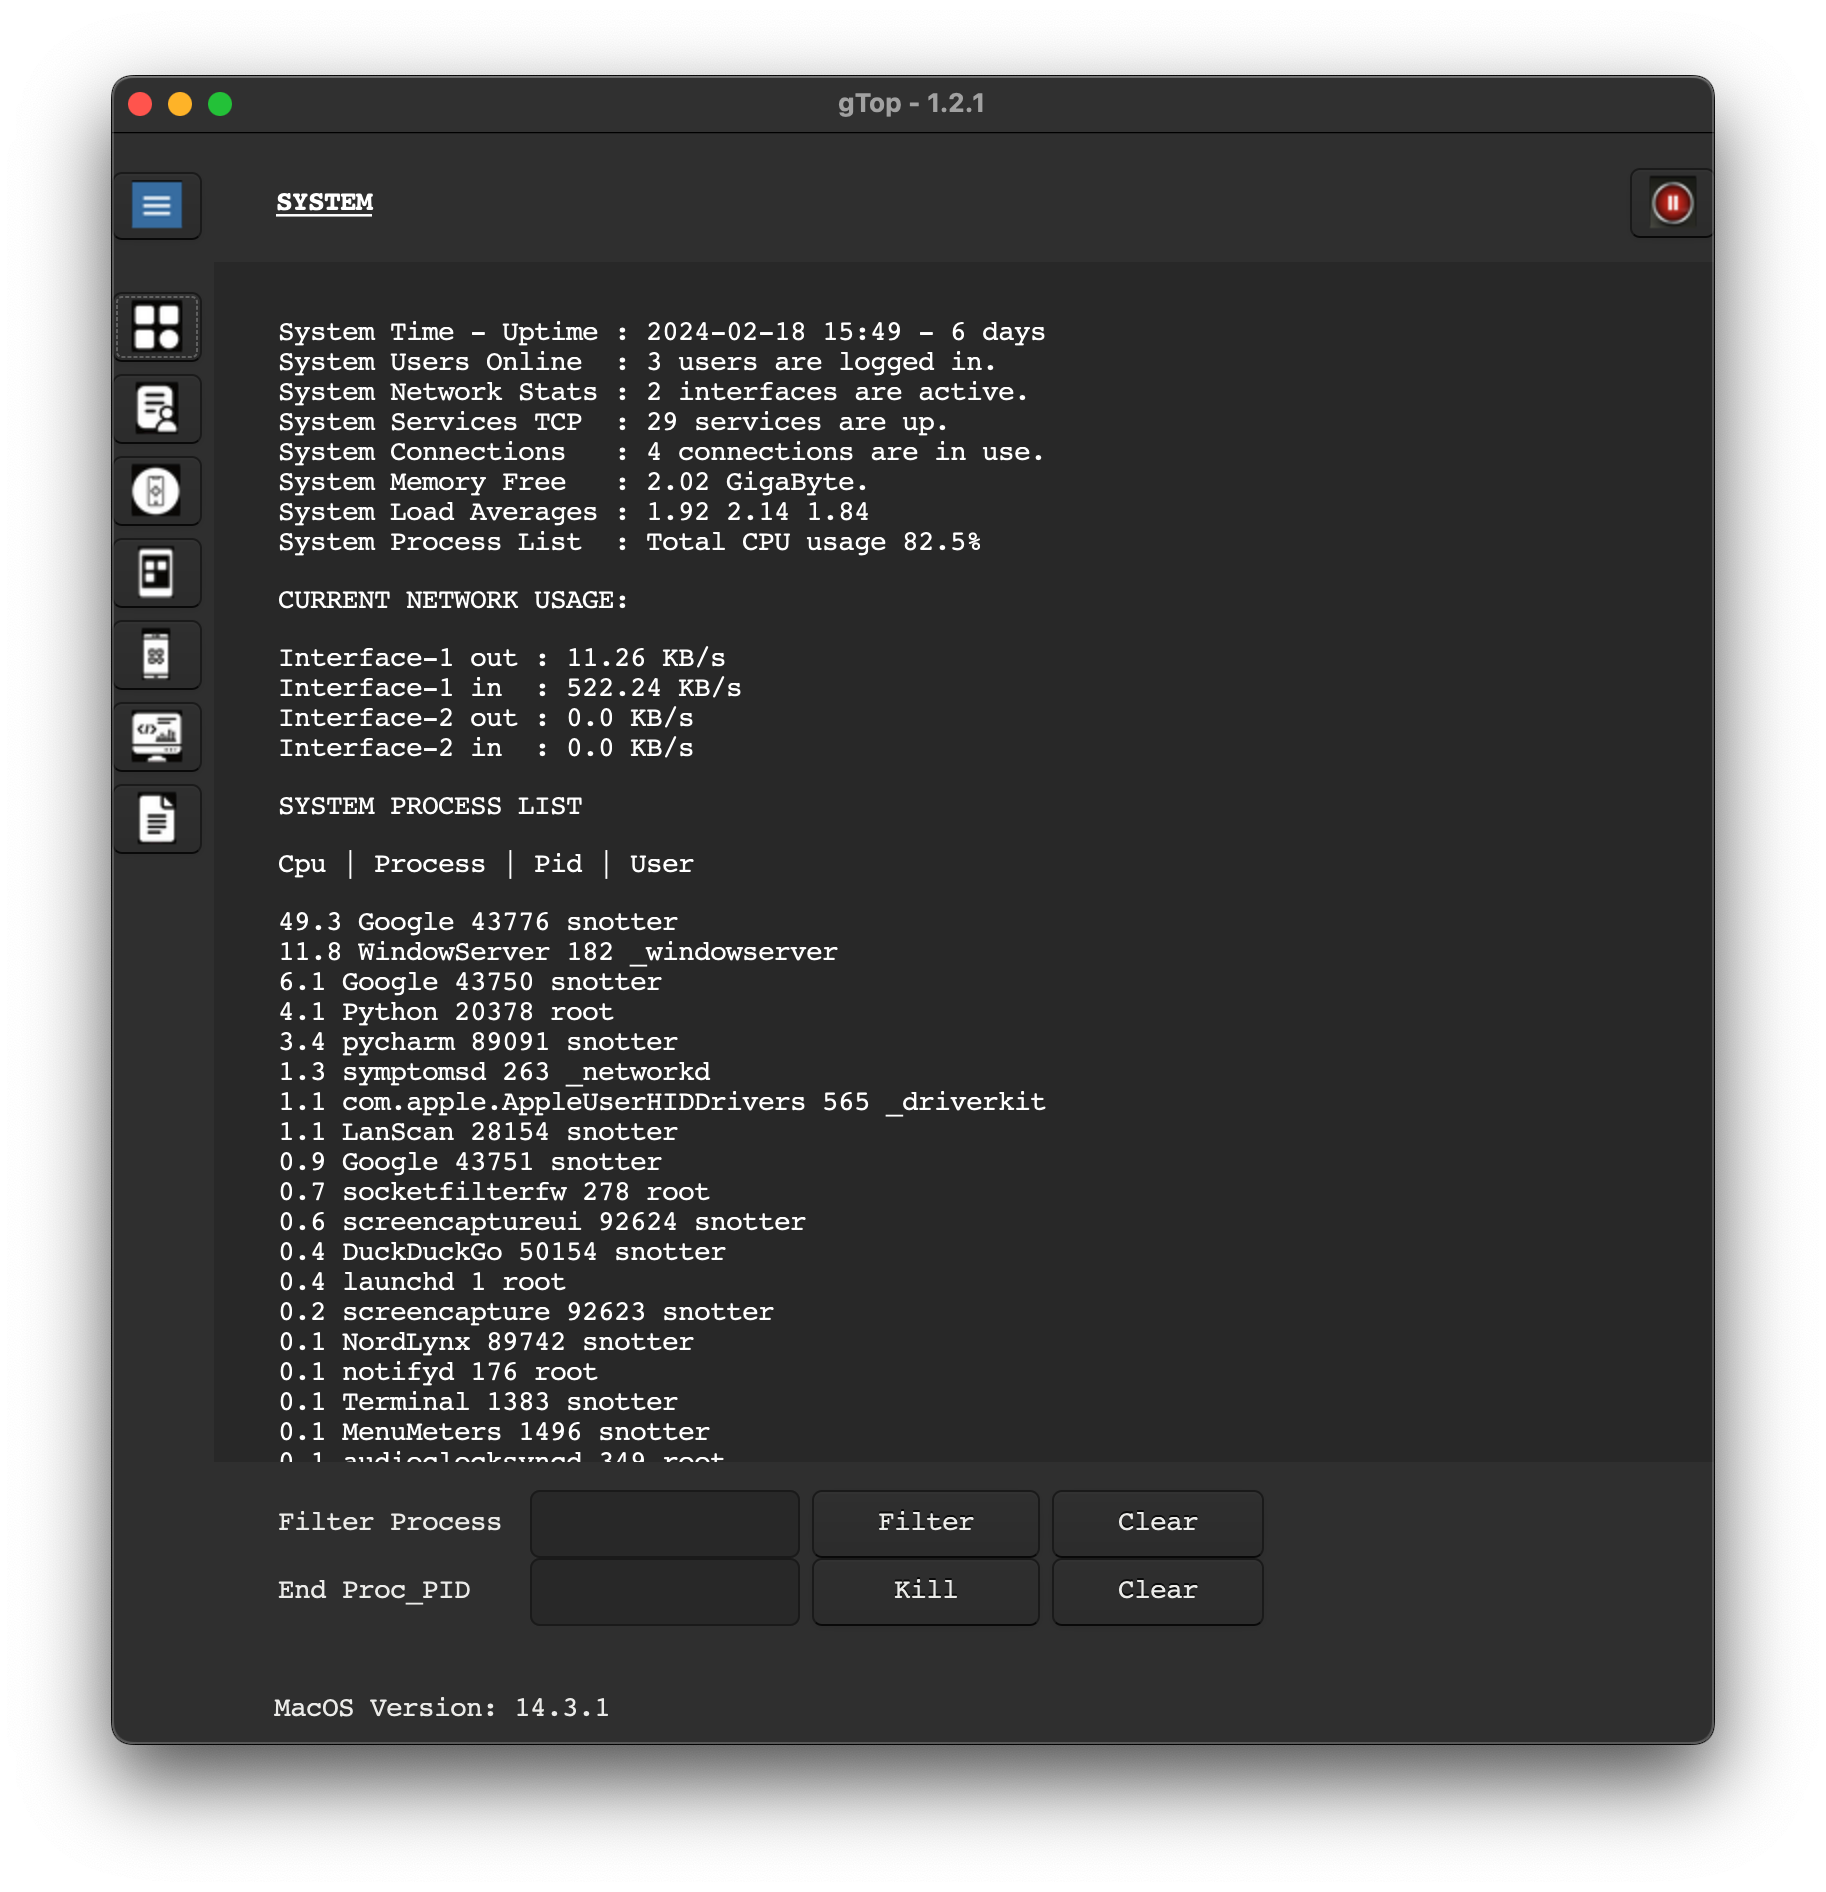 gTop - 1.2.1
SYSTEM
System Time - Uptime : 2024-02-18 15:49 - 6 days
System Users Online  : 3 users are logged in.
System Network Stats : 2 interfaces are active.
System Services TCP  : 29 services are up.
System Connections   : 4 connections are in use.
System Memory Free   : 2.02 GigaByte.
System Load Averages : 1.92 2.14 1.84
System Process List  : Total CPU usage 82.5%
CURRENT NETWORK USAGE:
Interface-1 out : 11.26 KB/s
Interface-1 in  : 522.24 KB/s
Interface-2 out : 0.0 KB/s
Interface-2 in  : 0.0 KB/s
SYSTEM PROCESS LIST
Cpu | Process | Pid | User
49.3 Google 43776 snotter
11.8 WindowServer 182 _windowserver
6.1 Google 43750 snotter
4.1 Python 20378 root
3.4 pycharm 89091 snotter
1.3 symptomsd 263 _networkd
1.1 com.apple.AppleUserHIDDrivers 565 _driverkit
1.1 LanScan 28154 snotter
0.9 Google 43751 snotter
0.7 socketfilterfw 278 root
0.6 screencaptureui 92624 snotter
0.4 DuckDuckGo 50154 snotter
0.4 launchd 1 root
0.2 screencapture 92623 snotter
0.1 NordLynx 89742 snotter
0.1 notifyd 176 root
0.1 Terminal 1383 snotter
0.1 MenuMeters 1496 snotter
0.1 audioclocksyncd 349 root
Filter Process Filter Clear
End Proc_PID Kill Clear
MacOS Version: 14.3.1